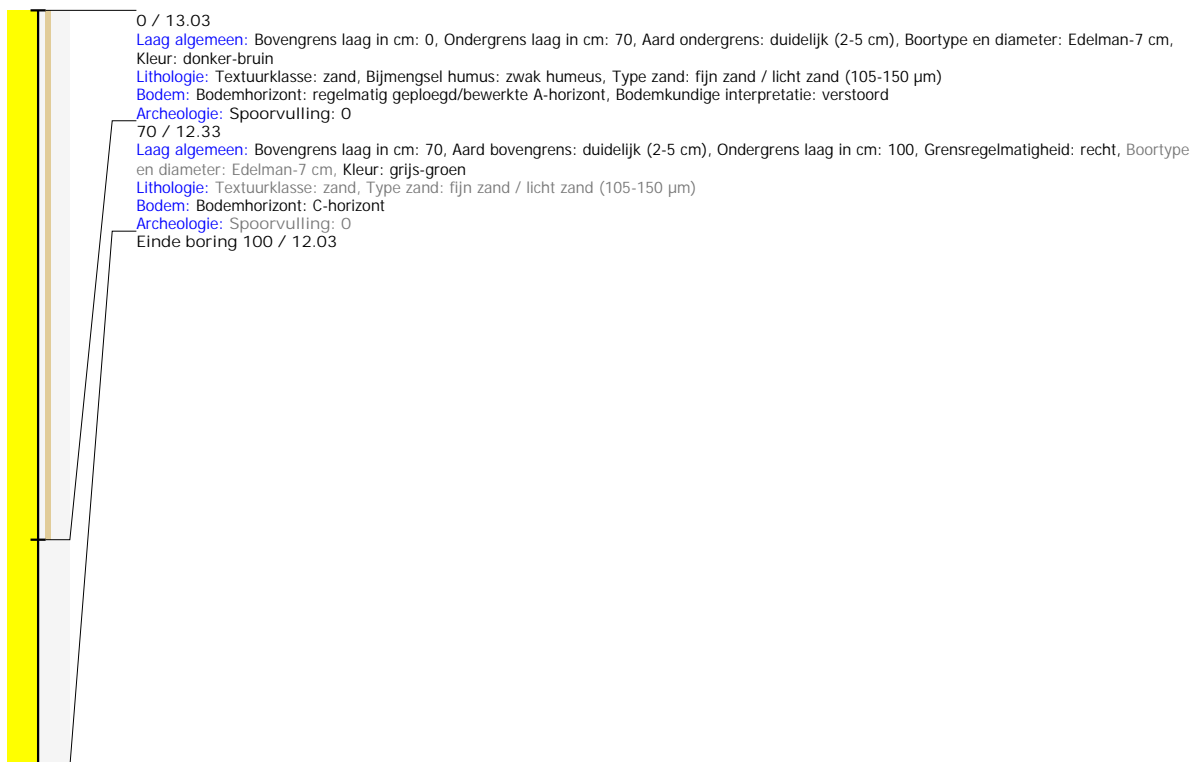 0 / 13.03
Laag algemeen: Bovengrens laag in cm: 0, Ondergrens laag in cm: 70, Aard ondergrens: duidelijk (2-5 cm), Boortype en diameter: Edelman-7 cm,
Kleur: donker-bruin
Lithologie: Textuurklasse: zand, Bijmengsel humus: zwak humeus, Type zand: fijn zand / licht zand (105-150 µm)
Bodem: Bodemhorizont: regelmatig geploegd/bewerkte A-horizont, Bodemkundige interpretatie: verstoord
Archeologie: Spoorvulling: 0
70 / 12.33
Laag algemeen: Bovengrens laag in cm: 70, Aard bovengrens: duidelijk (2-5 cm), Ondergrens laag in cm: 100, Grensregelmatigheid: recht, Boortype
en diameter: Edelman-7 cm, Kleur: grijs-groen
Lithologie: Textuurklasse: zand, Type zand: fijn zand / licht zand (105-150 µm)
Bodem: Bodemhorizont: C-horizont
Archeologie: Spoorvulling: 0
Einde boring 100 / 12.03